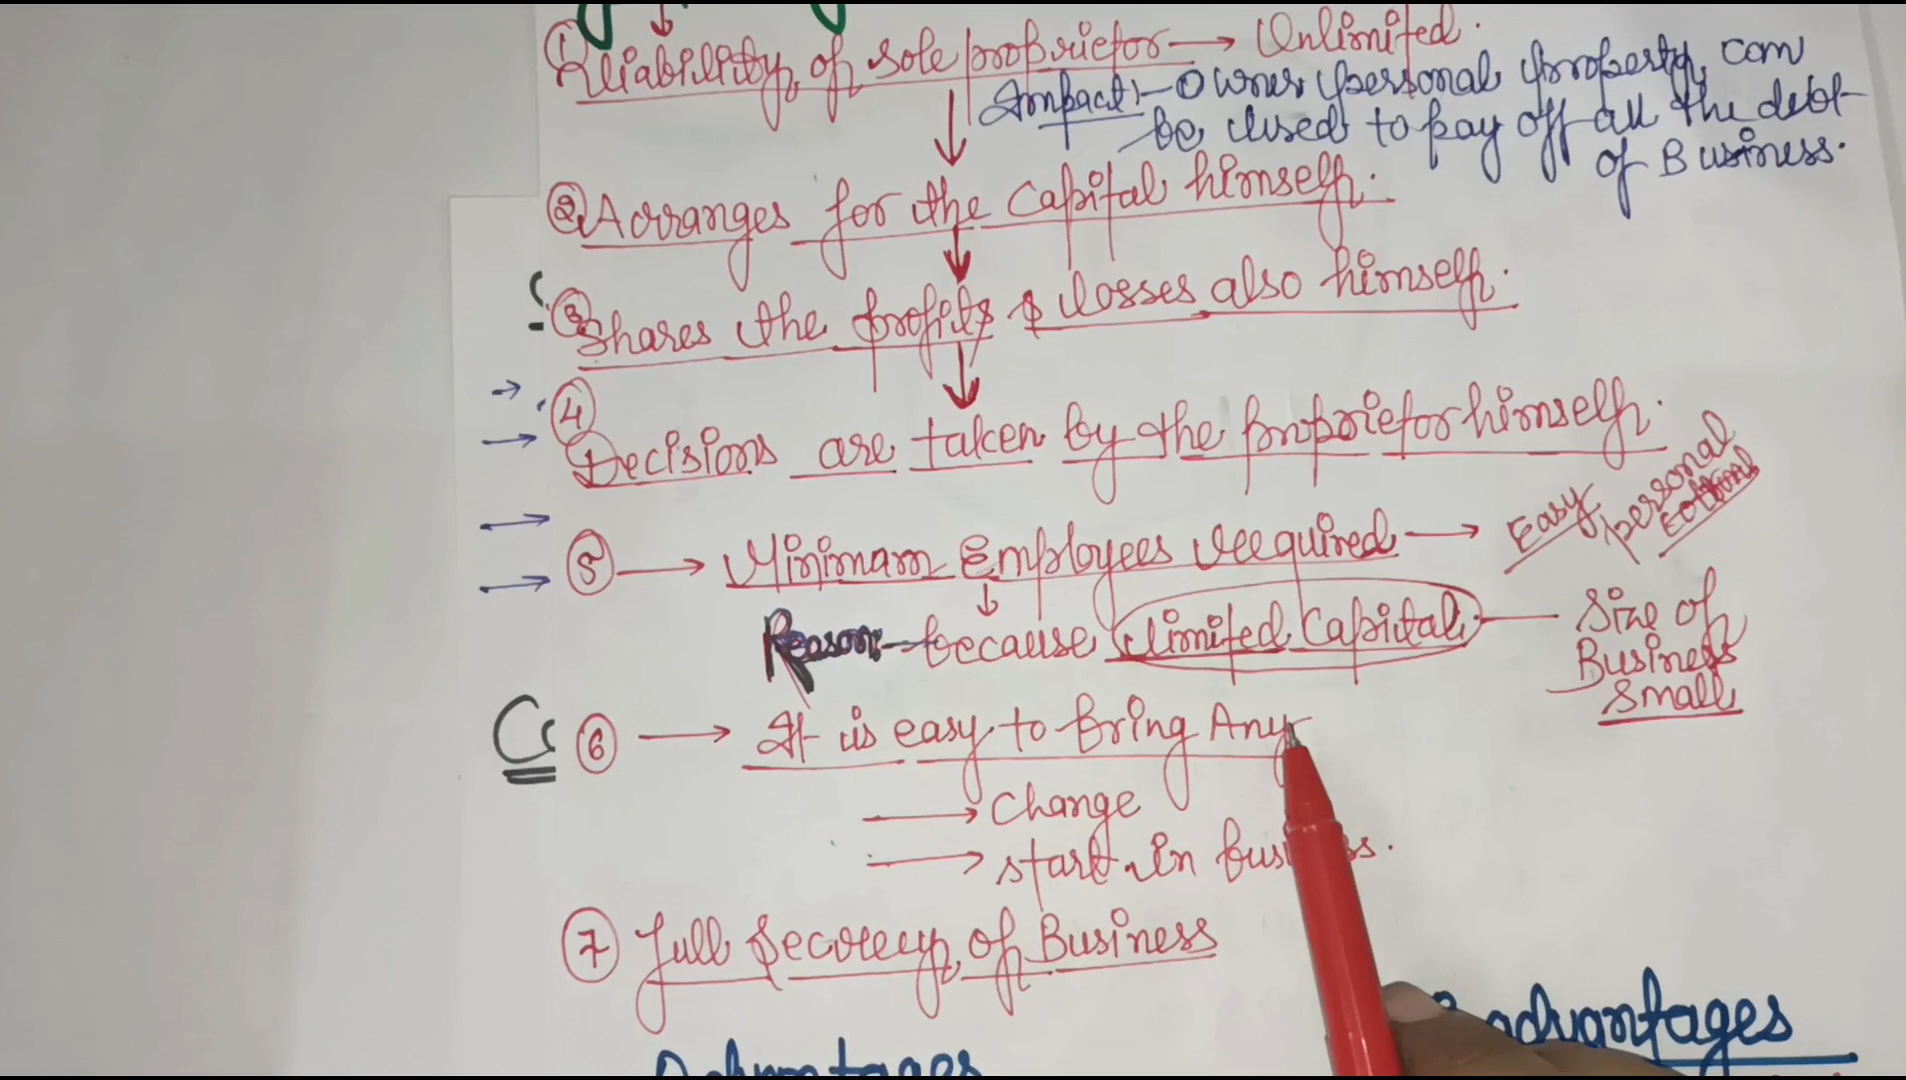 ① Liability of sole proprietor → Unlimited.
Impact:- Owner personal property can
be used to pay off all the debt
of Business.
② Arranges for the Capital himself.
③ Shares the profits & losses also himself.
④
Decisions are taken by the proprietor himself.
⑤ → Minimam Employees required → Easy personal
Reason - because limited Capital - Size of
Business
Small
⑥ → It is easy to bring Any
→ Change
→ start in
⑦ full secrecy of Business
Advantages